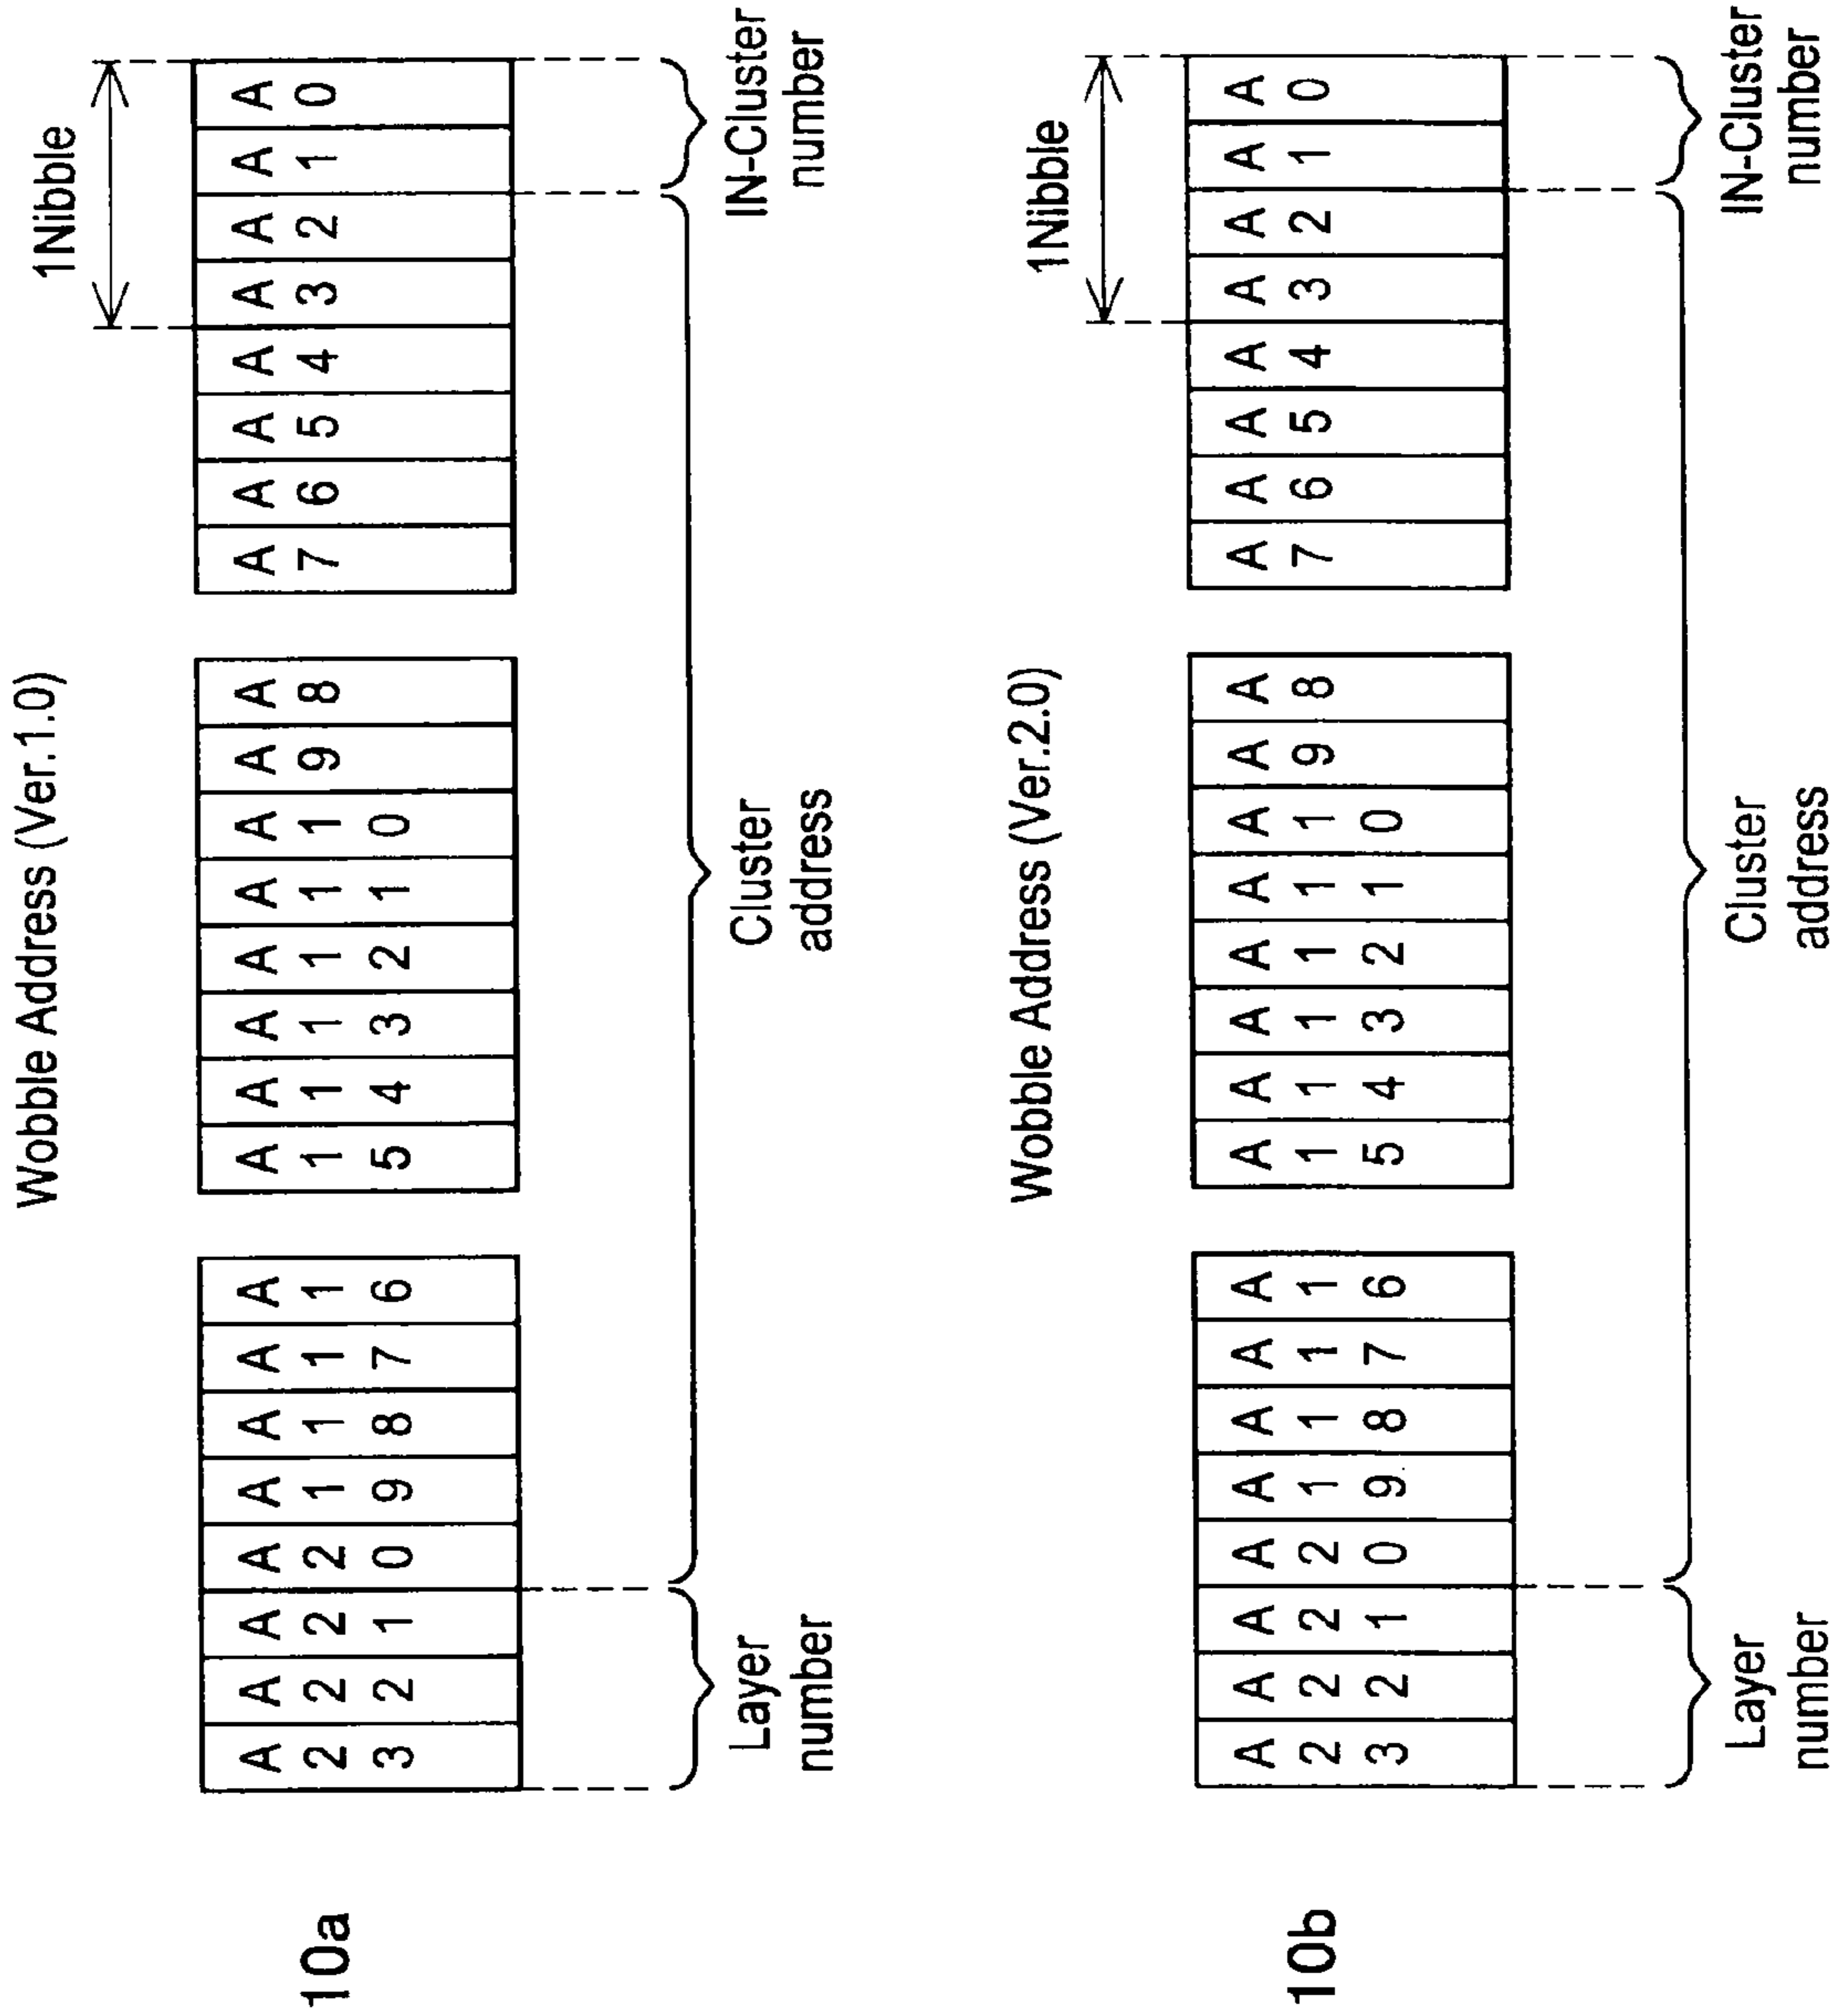 Wobble Address (Ver.1.0)
1Nibble
10a
A23 A22 A21 A20 A19 A18 A17 A16 A15 A14 A13 A12 A11 A10 A9 A8 A7 A6 A5 A4 A3 A2 A1 A0
Layer number
Cluster address
IN-Cluster number
Wobble Address (Ver.2.0)
1Nibble
10b
A23 A22 A21 A20 A19 A18 A17 A16 A15 A14 A13 A12 A11 A10 A9 A8 A7 A6 A5 A4 A3 A2 A1 A0
Layer number
Cluster address
IN-Cluster number